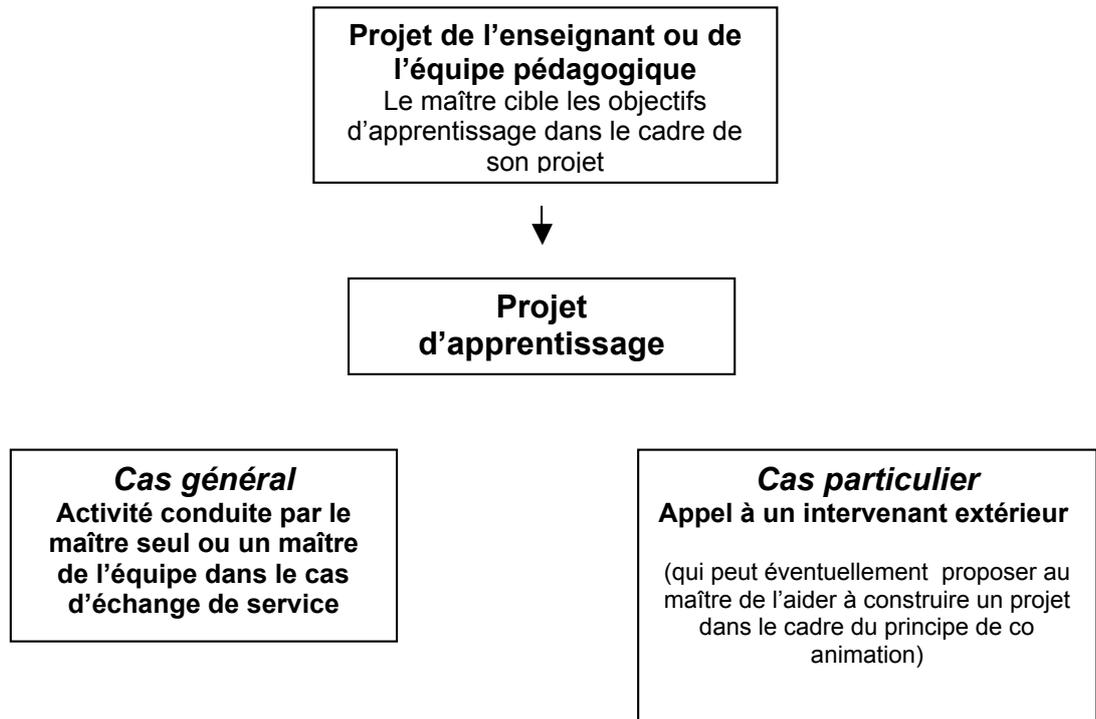 Projet de l’enseignant ou de
l’équipe pédagogique
Le maître cible les objectifs
d’apprentissage dans le cadre de
son projet
Projet
d’apprentissage
Cas général
Activité conduite par le
maître seul ou un maître
de l’équipe dans le cas
d’échange de service
Cas particulier
Appel à un intervenant extérieur
(qui peut éventuellement proposer au
maître de l’aider à construire un projet
dans le cadre du principe de co
animation)